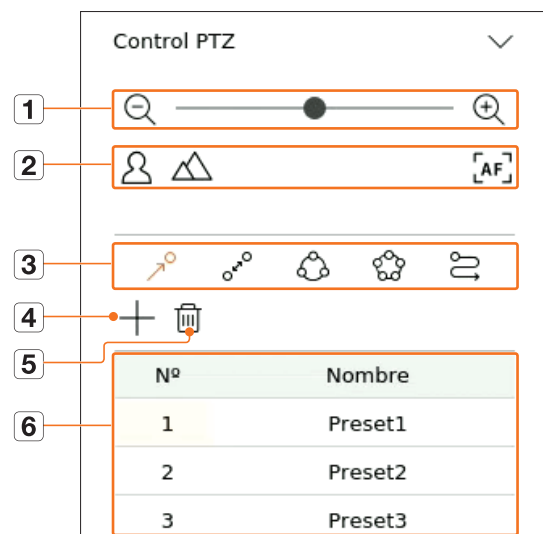 Control PTZ
1
2
AF
3
4
5
6
Nº Nombre
1 Preset1
2 Preset2
3 Preset3